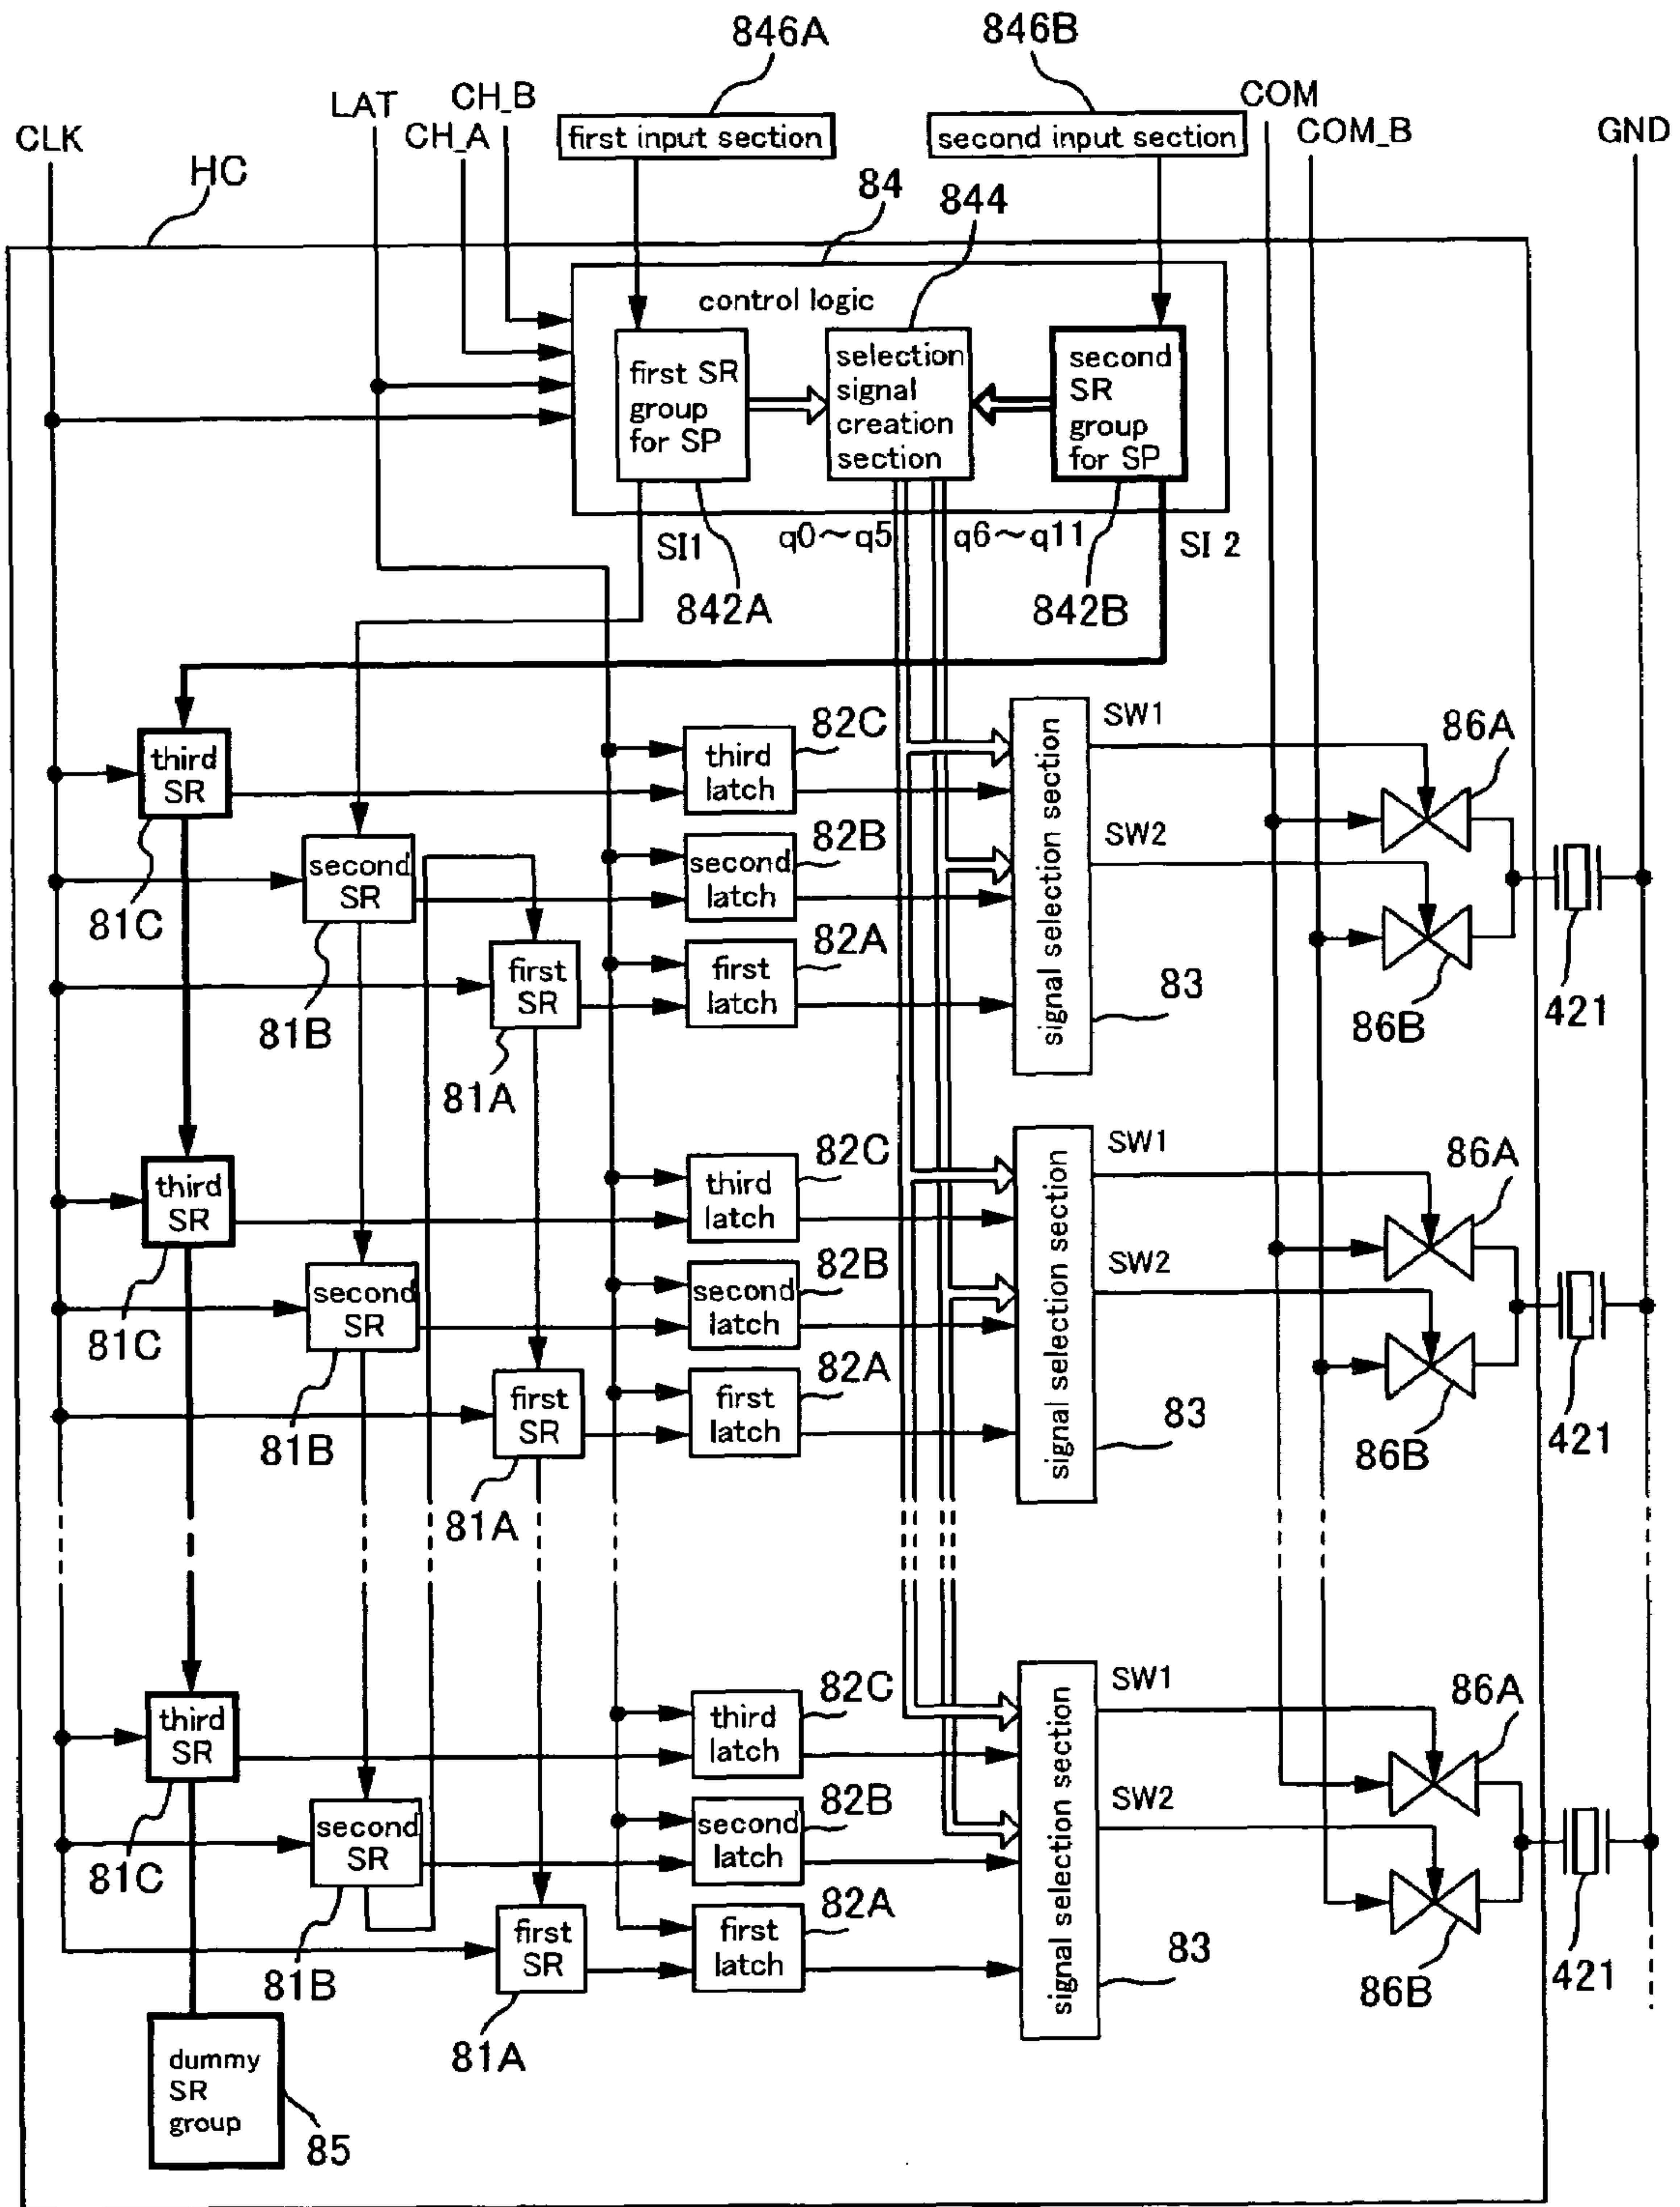 846A
846B
CH_B
COM
LAT
CH_A
COM_B
CLK
first input section
second input section
GND
HC
84
844
control logic
first SR
group
for SP
selection
signal
creation
section
second
SR
group
for SP
SI1
q0~q5
q6~q11
SI 2
842A
842B
third
SR
82C
third
latch
signal selection section
SW1
86A
second
SR
82B
second
latch
SW2
81C
first
SR
82A
first
latch
83
81B
86B
421
81A
third
SR
82C
third
latch
signal selection section
SW1
86A
second
SR
82B
second
latch
SW2
81C
first
SR
82A
first
latch
83
81B
86B
421
81A
third
SR
82C
third
latch
signal selection section
SW1
86A
second
SR
82B
second
latch
SW2
81C
first
SR
82A
first
latch
83
81B
86B
421
81A
dummy
SR
group
85